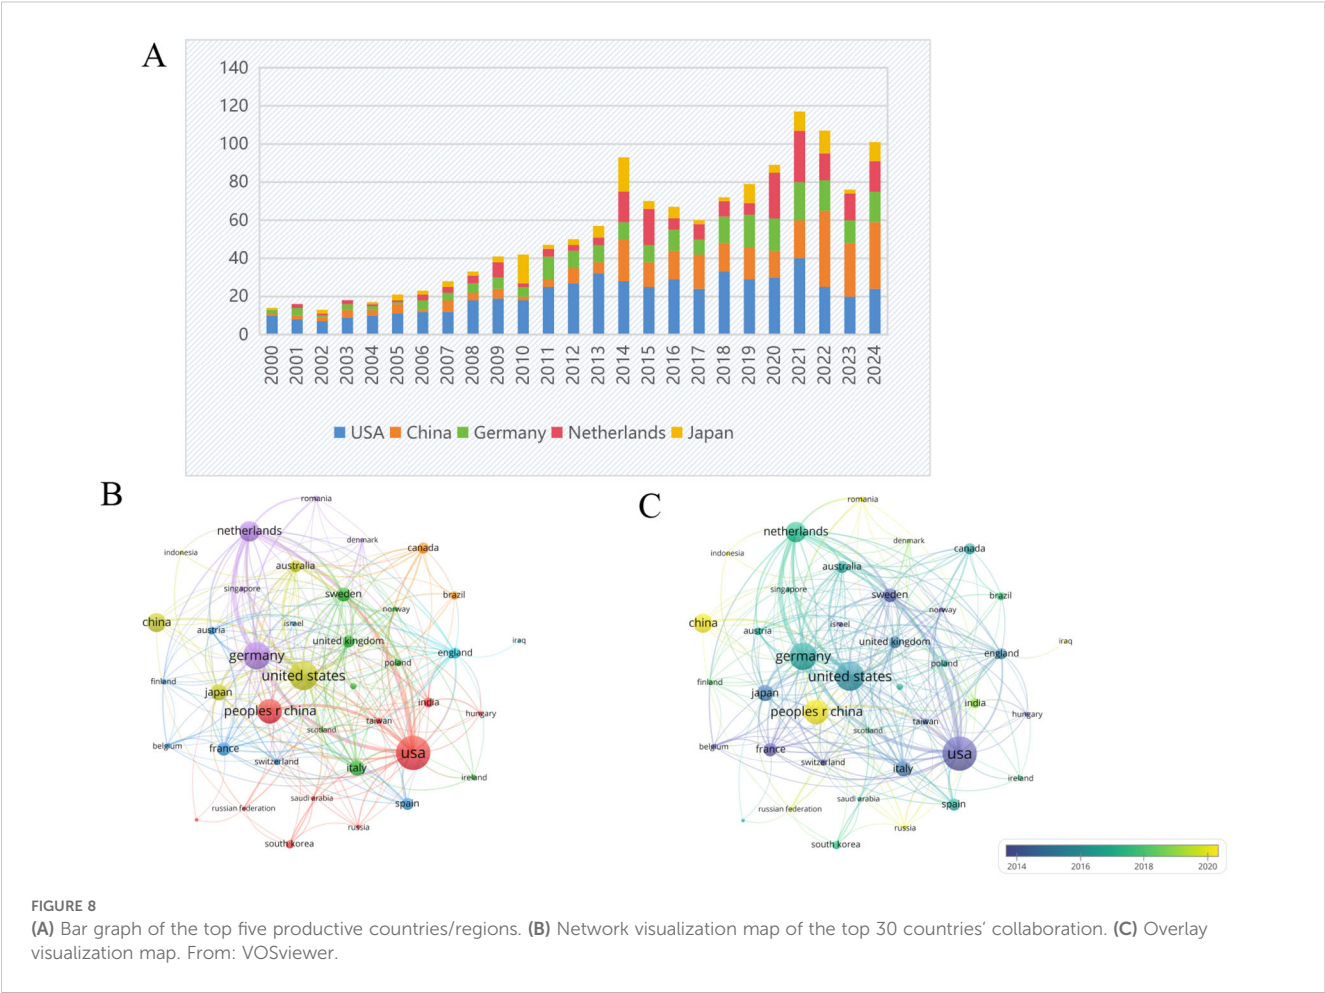 A
140
120
100
80
60
40
20
0
2000 2001 2002 2003 2004 2005 2006 2007 2008 2009 2010 2011 2012 2013 2014 2015 2016 2017 2018 2019 2020 2021 2022 2023 2024
USA China Germany Netherlands Japan
B
romania
netherlands
denmark
indonesia
canada
australia
singapore
sweden
brazil
norway
china
israel
austria
united kingdom
iraq
germany
england
poland
united states
finland
japan
india
peoples r china
hungary
taiwan
scotland
belgium
france
usa
switzerland
italy
ireland
saudi arabia
spain
russian federation
russia
south korea
C
romania
netherlands
denmark
indonesia
canada
australia
singapore
sweden
brazil
norway
china
israel
austria
united kingdom
iraq
germany
england
poland
united states
finland
japan
india
peoples r china
hungary
taiwan
scotland
belgium
france
usa
switzerland
italy
ireland
saudi arabia
spain
russian federation
russia
south korea
2014 2016 2018 2020
FIGURE 8
(A) Bar graph of the top five productive countries/regions. (B) Network visualization map of the top 30 countries' collaboration. (C) Overlay
visualization map. From: VOSviewer.